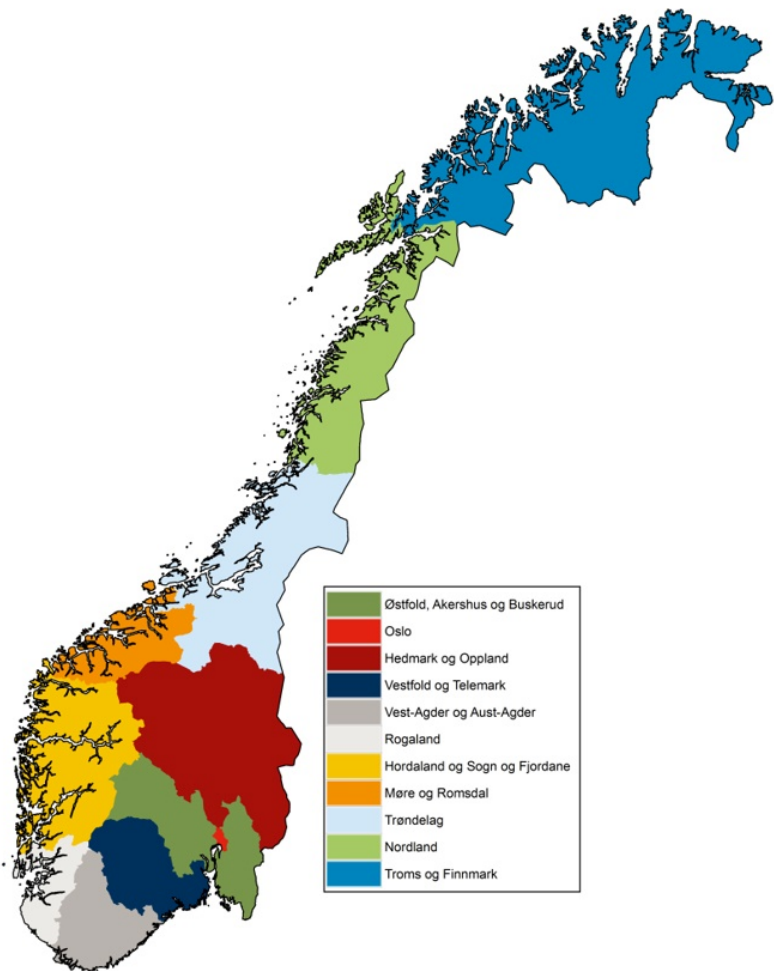 Østfold, Akershus og Buskerud
Oslo
Hedmark og Oppland
Vestfold og Telemark
Vest-Agder og Aust-Agder
Rogaland
Hordaland og Sogn og Fjordane
Møre og Romsdal
Trøndelag
Nordland
Troms og Finnmark